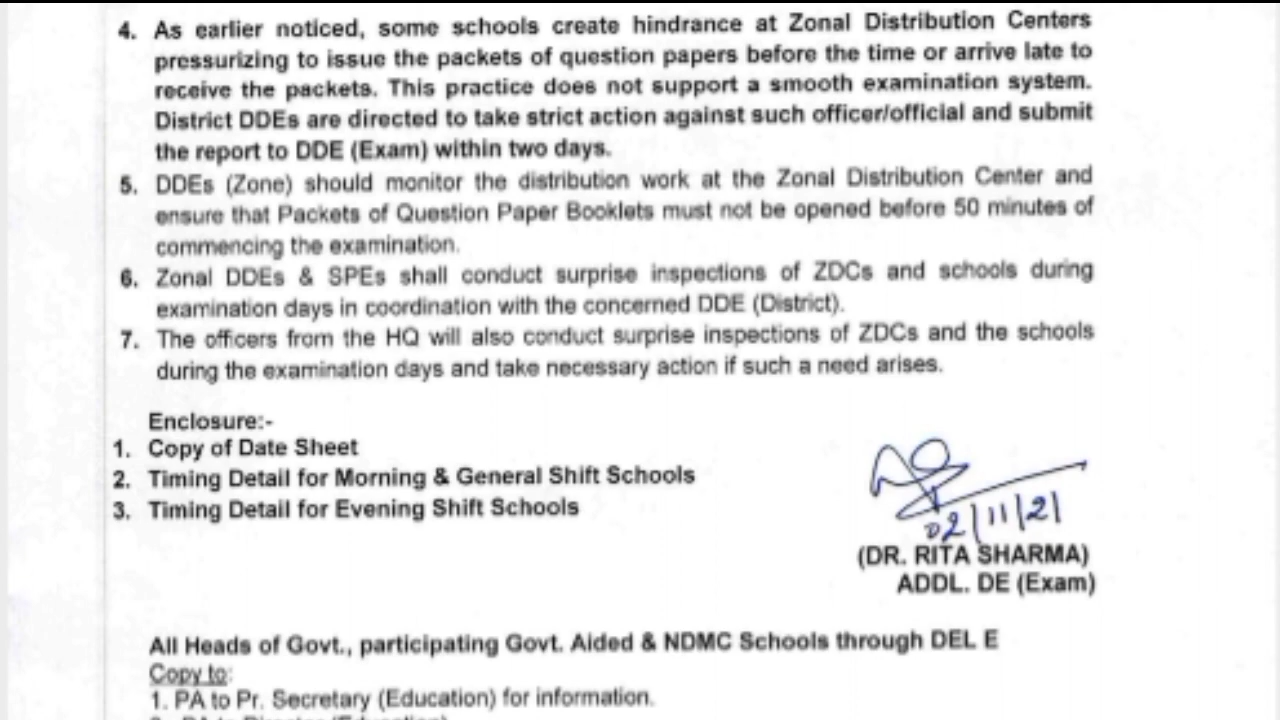 4. As earlier noticed, some schools create hindrance at Zonal Distribution Centers
pressurizing to issue the packets of question papers before the time or arrive late to
receive the packets. This practice does not support a smooth examination system.
District DDEs are directed to take strict action against such officer/official and submit
the report to DDE (Exam) within two days.
5. DDEs (Zone) should monitor the distribution work at the Zonal Distribution Center and
ensure that Packets of Question Paper Booklets must not be opened before 50 minutes of
commencing the examination.
6. Zonal DDEs & SPEs shall conduct surprise inspections of ZDCs and schools during
examination days in coordination with the concerned DDE (District).
7. The officers from the HQ will also conduct surprise inspections of ZDCs and the schools
during the examination days and take necessary action if such a need arises.
Enclosure:-
1. Copy of Date Sheet
2. Timing Detail for Morning & General Shift Schools
3. Timing Detail for Evening Shift Schools
02/11/21
(DR. RITA SHARMA)
ADDL. DE (Exam)
All Heads of Govt., participating Govt. Aided & NDMC Schools through DEL E
Copy to:
1. PA to Pr. Secretary (Education) for information.
2. PA to Director (Education)